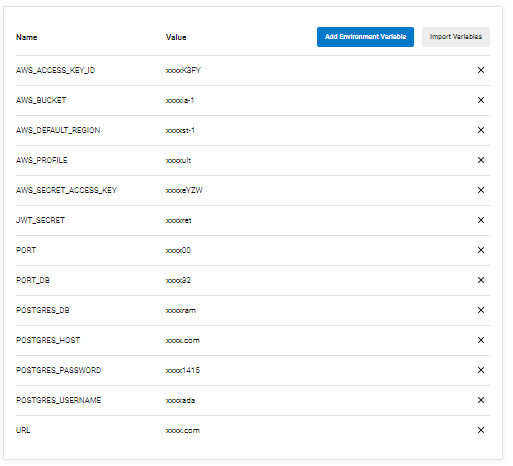 Name Value Add Environment Variable Import Variables
AWS_ACCESS_KEY_ID xxxxK3FY
AWS_BUCKET xxxxia-1
AWS_DEFAULT_REGION xxxxst-1
AWS_PROFILE xxxxult
AWS_SECRET_ACCESS_KEY xxxxeYZW
JWT_SECRET xxxxret
PORT xxxx00
PORT_DB xxxx32
POSTGRES_DB xxxxram
POSTGRES_HOST xxxx.com
POSTGRES_PASSWORD xxxx1415
POSTGRES_USERNAME xxxxada
URL xxxx.com